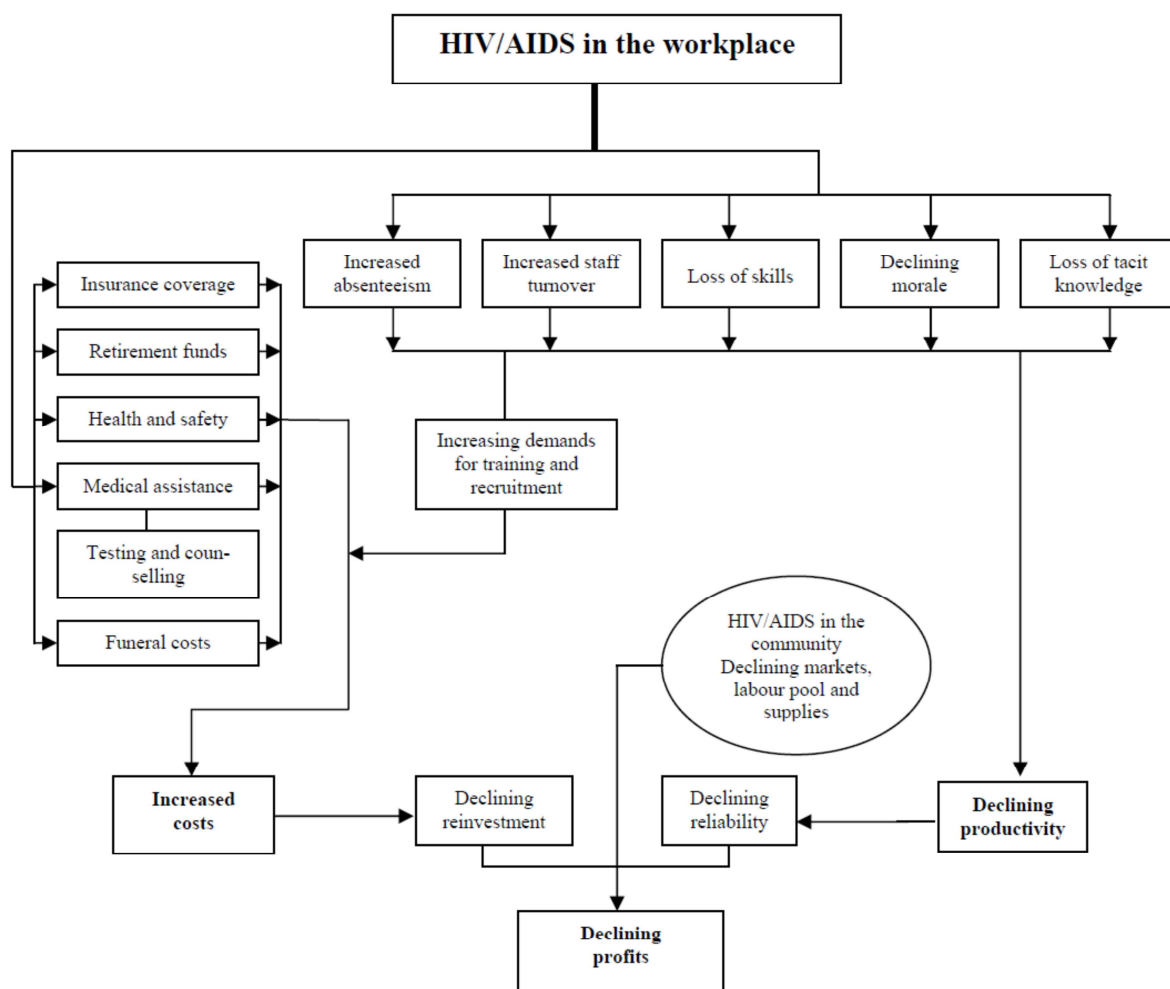 HIV/AIDS in the workplace
Increased
absenteeism
Increased staff
turnover
Loss of skills
Declining
morale
Loss of tacit
knowledge
Insurance coverage
Retirement funds
Health and safety
Medical assistance
Testing and coun-
selling
Funeral costs
Increasing demands
for training and
recruitment
HIV/AIDS in the
community
Declining markets,
labour pool and
supplies
Increased
costs
Declining
reinvestment
Declining
reliability
Declining
productivity
Declining
profits